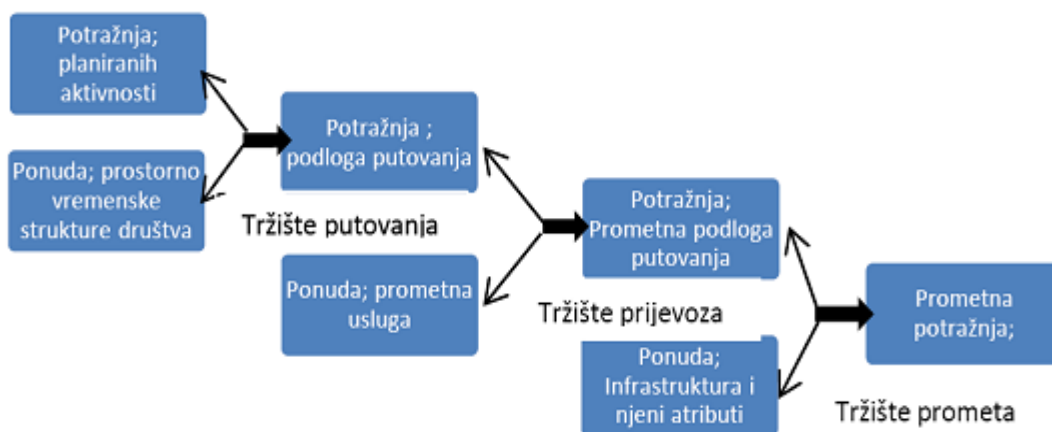 Potražnja;
planiranih
aktivnosti
Ponuda; prostorno
vremenske
strukture društva
Potražnja ;
podloga putovanja
Tržište putovanja
Ponuda; prometna
usluga
Potražnja;
Prometna podloga
putovanja
Tržište prijevoza
Ponuda;
Infrastruktura i
njeni atributi
Prometna
potražnja;
Tržište prometa